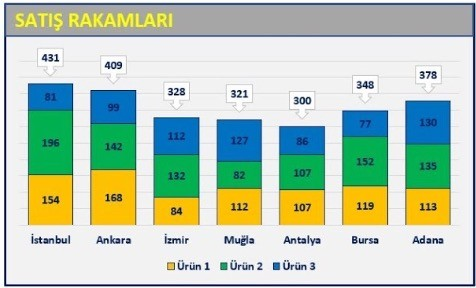 SATIŞ RAKAMLARI
431 409 328 321 300 348 378
81 99 112 127 86 77 130
196 142 132 82 107 152 135
154 168 84 112 107 119 113
İstanbul Ankara İzmir Muğla Antalya Bursa Adana
Ürün 1 Ürün 2 Ürün 3